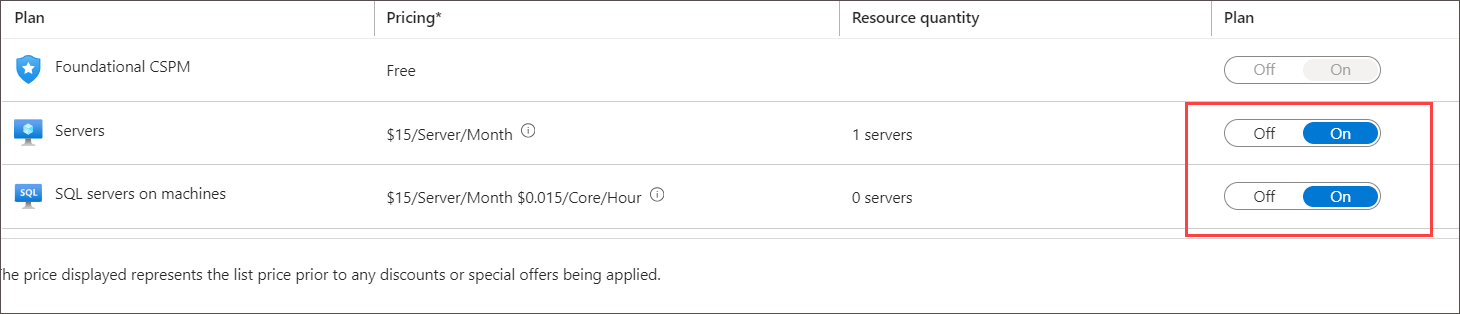 Plan Pricing* Resource quantity Plan
Foundational CSPM Free Off On
Servers $15/Server/Month 1 servers Off On
SQL SQL servers on machines $15/Server/Month $0.015/Core/Hour 0 servers Off On
he price displayed represents the list price prior to any discounts or special offers being applied.